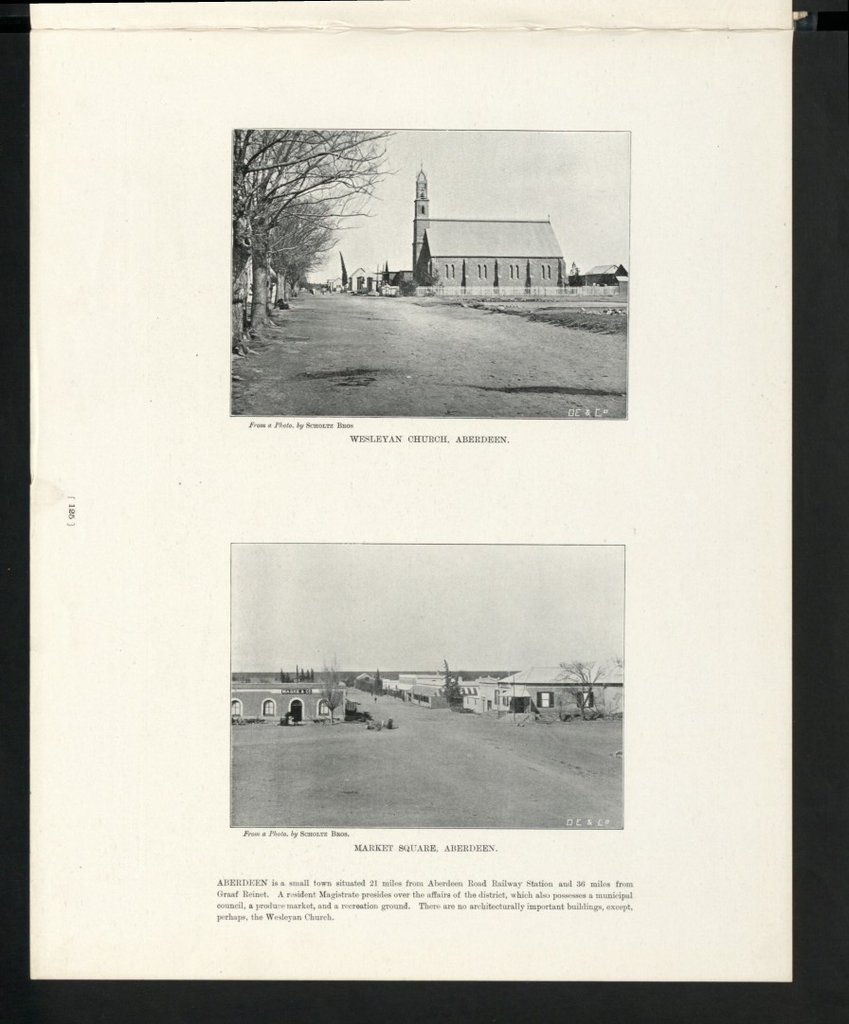 DE & Co
From a Photo. by SCHOLTZ BROS
WESLEYAN CHURCH, ABERDEEN.
[ 125 ]
DE & Co
From a Photo. by SCHOLTZ BROS.
MARKET SQUARE, ABERDEEN.
ABERDEEN is a small town situated 21 miles from Aberdeen Road Railway Station and 36 miles from
Graaf Reinet. A resident Magistrate presides over the affairs of the district, which also possesses a municipal
council, a produce market, and a recreation ground. There are no architecturally important buildings, except,
perhaps, the Wesleyan Church.